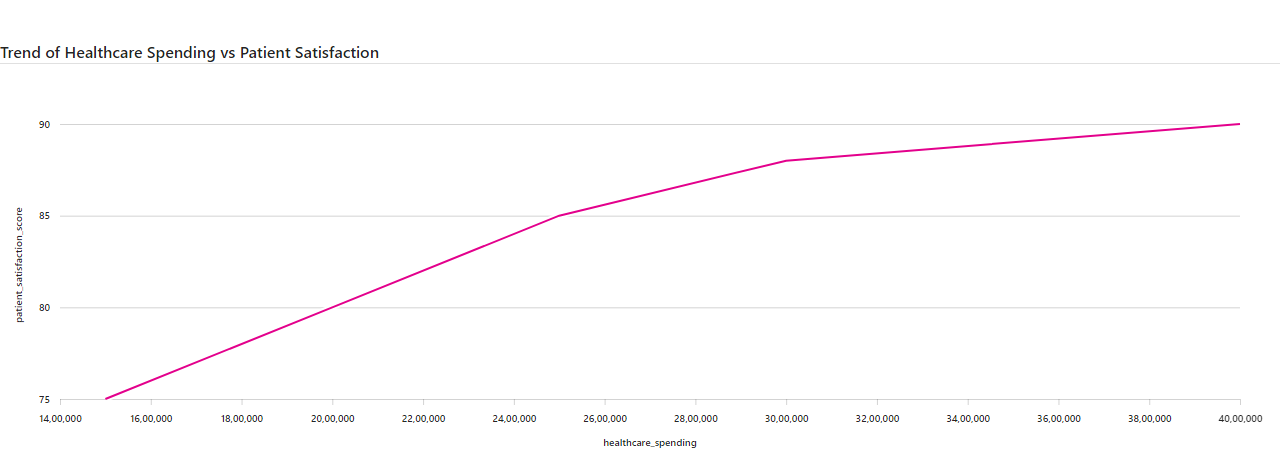 Trend of Healthcare Spending vs Patient Satisfaction
90
85
80
75
patient_satisfaction_score
14,00,000 16,00,000 18,00,000 20,00,000 22,00,000 24,00,000 26,00,000 28,00,000 30,00,000 32,00,000 34,00,000 36,00,000 38,00,000 40,00,000
healthcare_spending